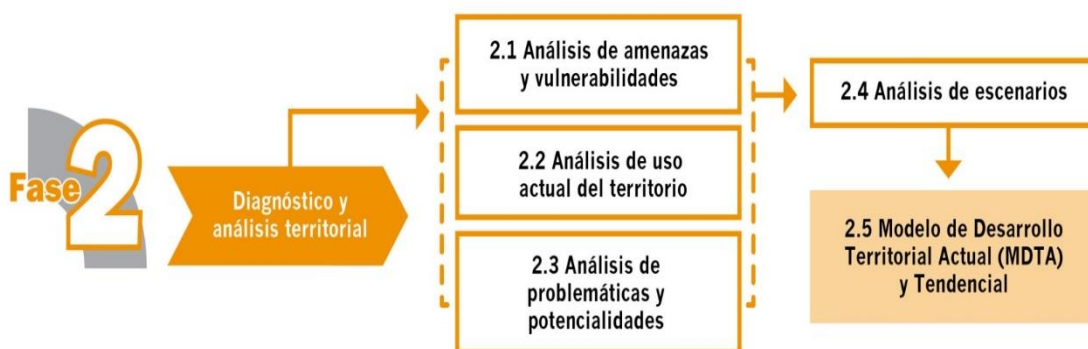 Fase 2
Diagnóstico y
análisis territorial
2.1 Análisis de amenazas
y vulnerabilidades
2.2 Análisis de uso
actual del territorio
2.3 Análisis de
problemáticas y
potencialidades
2.4 Análisis de escenarios
2.5 Modelo de Desarrollo
Territorial Actual (MDTA)
y Tendencial